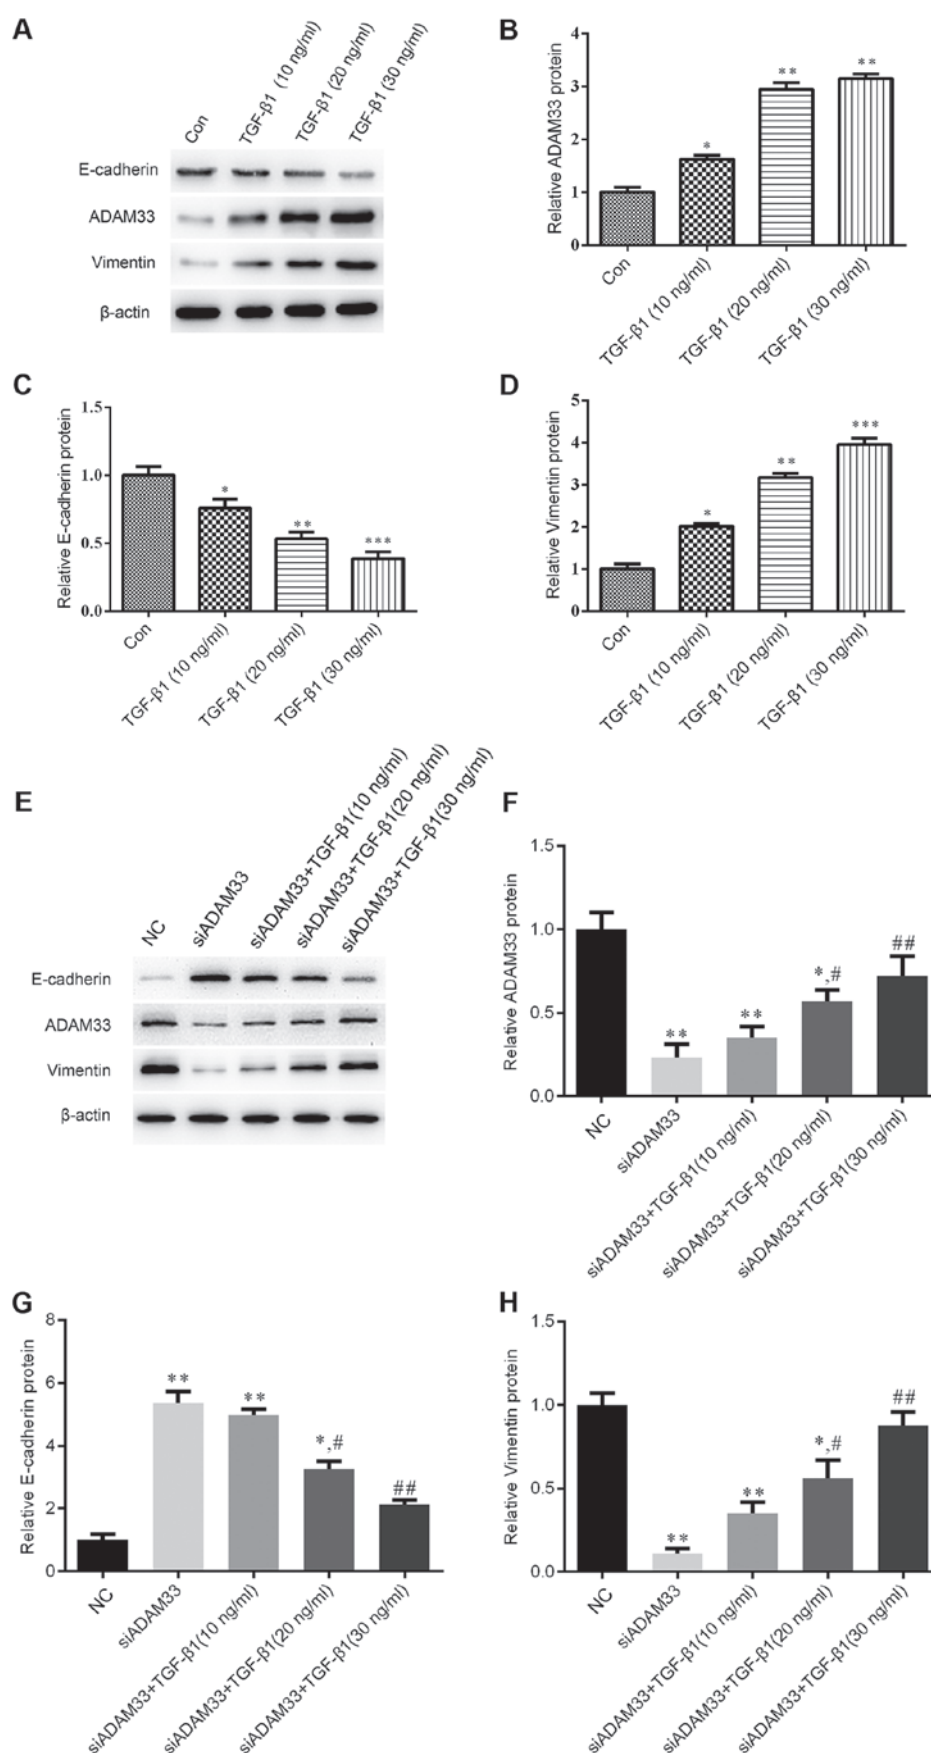 A
Con
TGF-β1 (10 ng/ml)
TGF-β1 (20 ng/ml)
TGF-β1 (30 ng/ml)
E-cadherin
ADAM33
Vimentin
β-actin
B
Relative ADAM33 protein
4
3
2
1
0
*
**
**
Con
TGF-β1 (10 ng/ml)
TGF-β1 (20 ng/ml)
TGF-β1 (30 ng/ml)
C
Relative E-cadherin protein
1.5
1.0
0.5
0.0
*
**
***
Con
TGF-β1 (10 ng/ml)
TGF-β1 (20 ng/ml)
TGF-β1 (30 ng/ml)
D
Relative Vimentin protein
5
4
3
2
1
0
*
**
***
Con
TGF-β1 (10 ng/ml)
TGF-β1 (20 ng/ml)
TGF-β1 (30 ng/ml)
E
NC
siADAM33
siADAM33+TGF-β1(10 ng/ml)
siADAM33+TGF-β1(20 ng/ml)
siADAM33+TGF-β1(30 ng/ml)
E-cadherin
ADAM33
Vimentin
β-actin
F
Relative ADAM33 protein
1.5
1.0
0.5
0.0
**
**
*,#
##
NC
siADAM33
siADAM33+TGF-β1(10 ng/ml)
siADAM33+TGF-β1(20 ng/ml)
siADAM33+TGF-β1(30 ng/ml)
G
Relative E-cadherin protein
8
6
4
2
0
**
**
*,#
##
NC
siADAM33
siADAM33+TGF-β1(10 ng/ml)
siADAM33+TGF-β1(20 ng/ml)
siADAM33+TGF-β1(30 ng/ml)
H
Relative Vimentin protein
1.5
1.0
0.5
0.0
**
**
*,#
##
NC
siADAM33
siADAM33+TGF-β1(10 ng/ml)
siADAM33+TGF-β1(20 ng/ml)
siADAM33+TGF-β1(30 ng/ml)